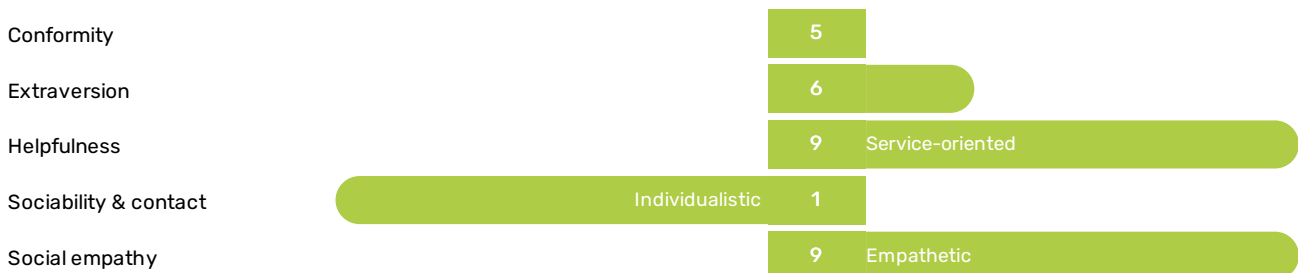 Conformity 5
Extraversion 6
Helpfulness 9 Service-oriented
Sociability & contact Individualistic 1
Social empathy 9 Empathetic